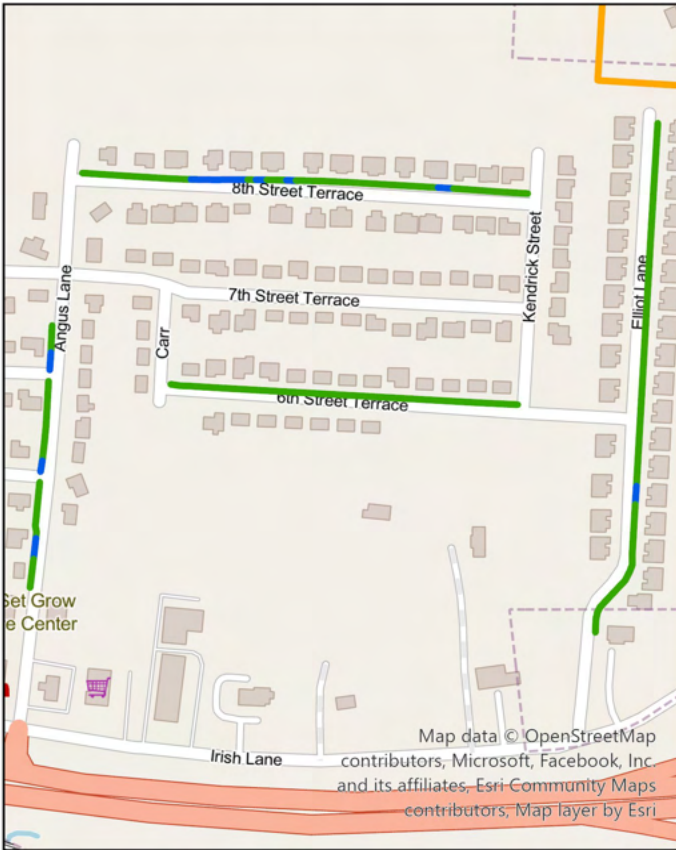 8th Street Terrace
Kendrick Street
Elliot Lane
Angus Lane
7th Street Terrace
Carr
6th Street Terrace
Set Grow
e Center
Irish Lane
Map data © OpenStreetMap
contributors, Microsoft, Facebook, Inc.
and its affiliates, Esri Community Maps
contributors, Map layer by Esri